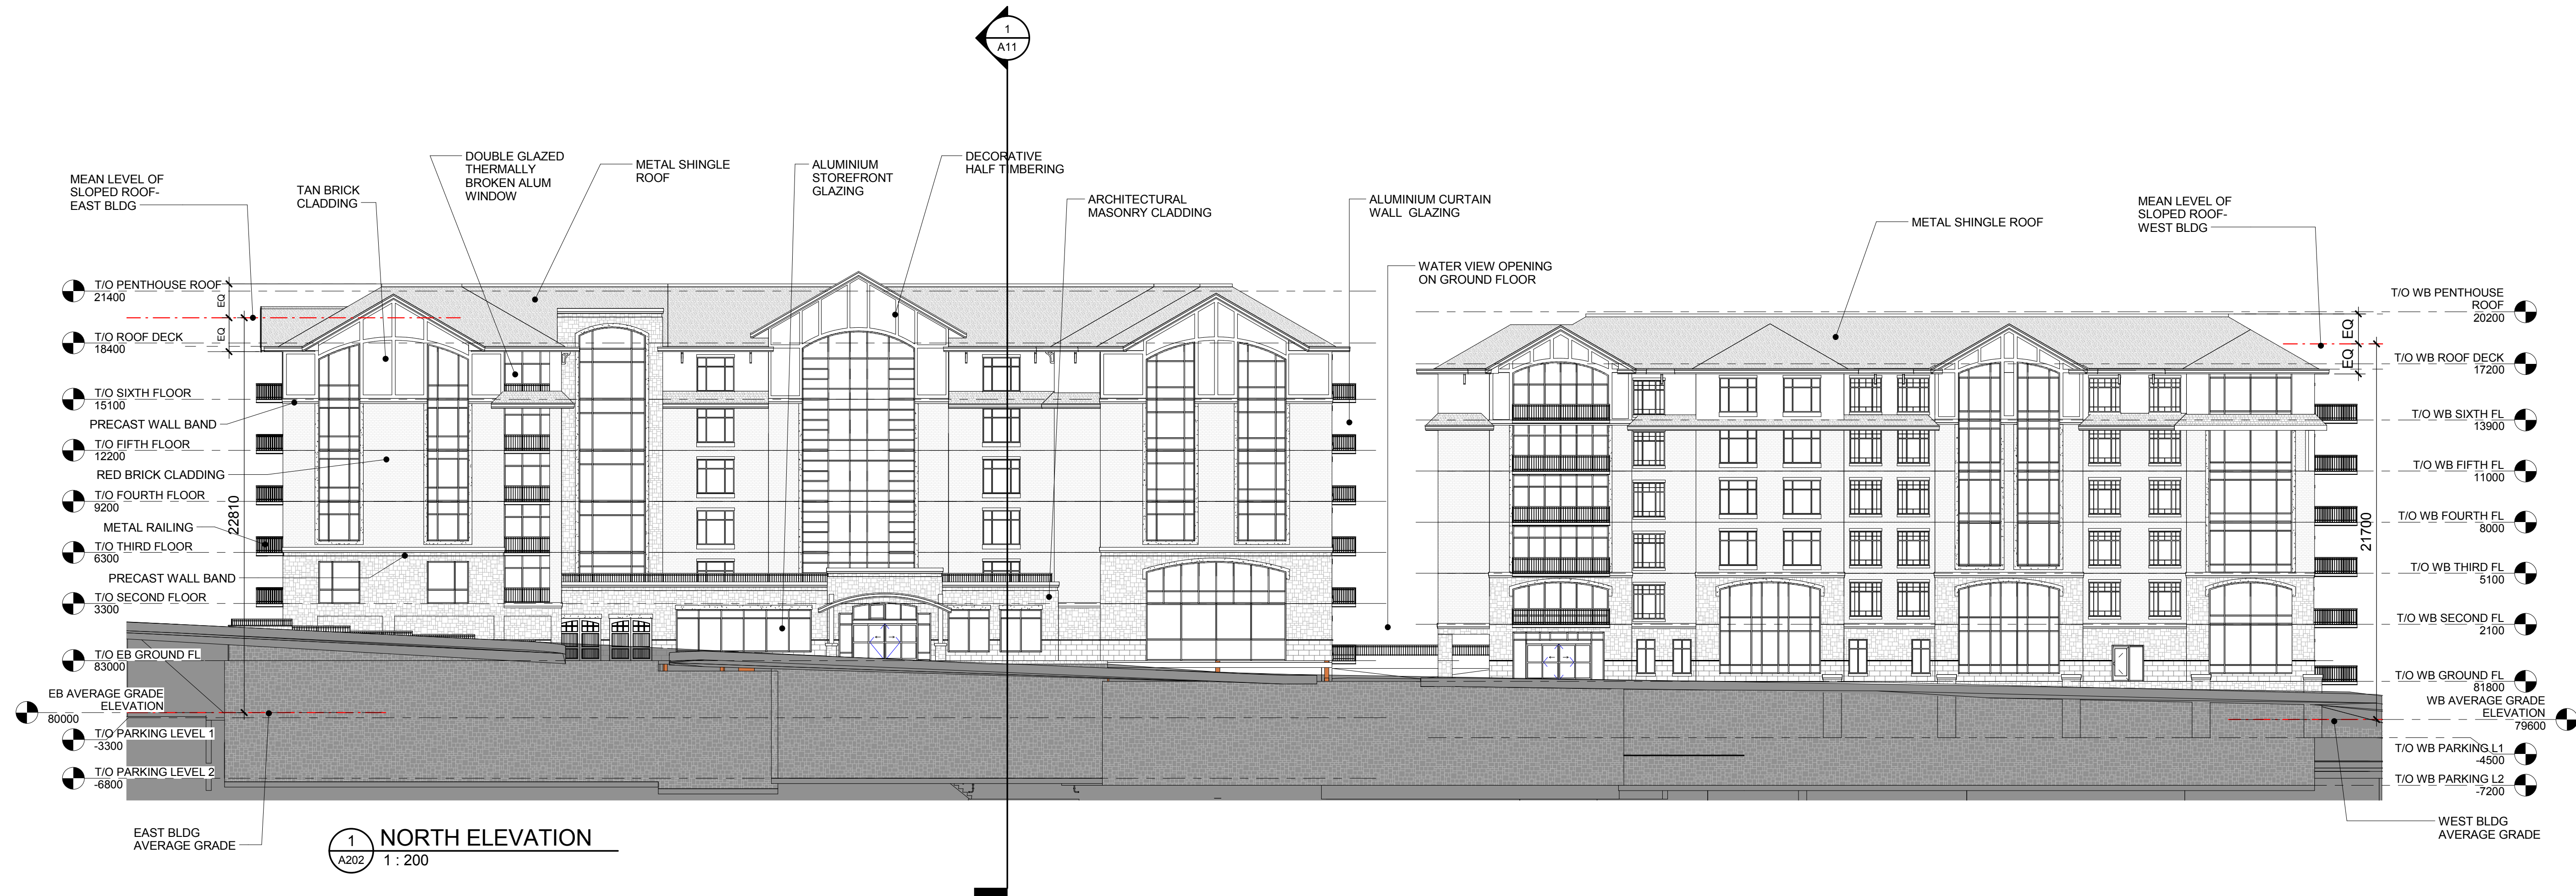 1
A11
MEAN LEVEL OF
SLOPED ROOF-
EAST BLDG
TAN BRICK
CLADDING
DOUBLE GLAZED
THERMALLY
BROKEN ALUM
WINDOW
METAL SHINGLE
ROOF
ALUMINIUM
STOREFRONT
GLAZING
DECORATIVE
HALF TIMBERING
ARCHITECTURAL
MASONRY CLADDING
ALUMINIUM CURTAIN
WALL GLAZING
WATER VIEW OPENING
ON GROUND FLOOR
METAL SHINGLE ROOF
MEAN LEVEL OF
SLOPED ROOF-
WEST BLDG
T/O PENTHOUSE ROOF
21400
EQ
EQ
T/O ROOF DECK
18400
T/O SIXTH FLOOR
15100
PRECAST WALL BAND
T/O FIFTH FLOOR
12200
RED BRICK CLADDING
T/O FOURTH FLOOR
9200
22810
METAL RAILING
T/O THIRD FLOOR
6300
PRECAST WALL BAND
T/O SECOND FLOOR
3300
T/O EB GROUND FL
83000
EB AVERAGE GRADE
ELEVATION
80000
T/O PARKING LEVEL 1
-3300
T/O PARKING LEVEL 2
-6800
EAST BLDG
AVERAGE GRADE
T/O WB PENTHOUSE
ROOF
20200
EQ
EQ
T/O WB ROOF DECK
17200
T/O WB SIXTH FL
13900
T/O WB FIFTH FL
11000
T/O WB FOURTH FL
8000
21700
T/O WB THIRD FL
5100
T/O WB SECOND FL
2100
T/O WB GROUND FL
81800
WB AVERAGE GRADE
ELEVATION
79600
T/O WB PARKING L1
-4500
T/O WB PARKING L2
-7200
WEST BLDG
AVERAGE GRADE
1
A202
NORTH ELEVATION
1 : 200